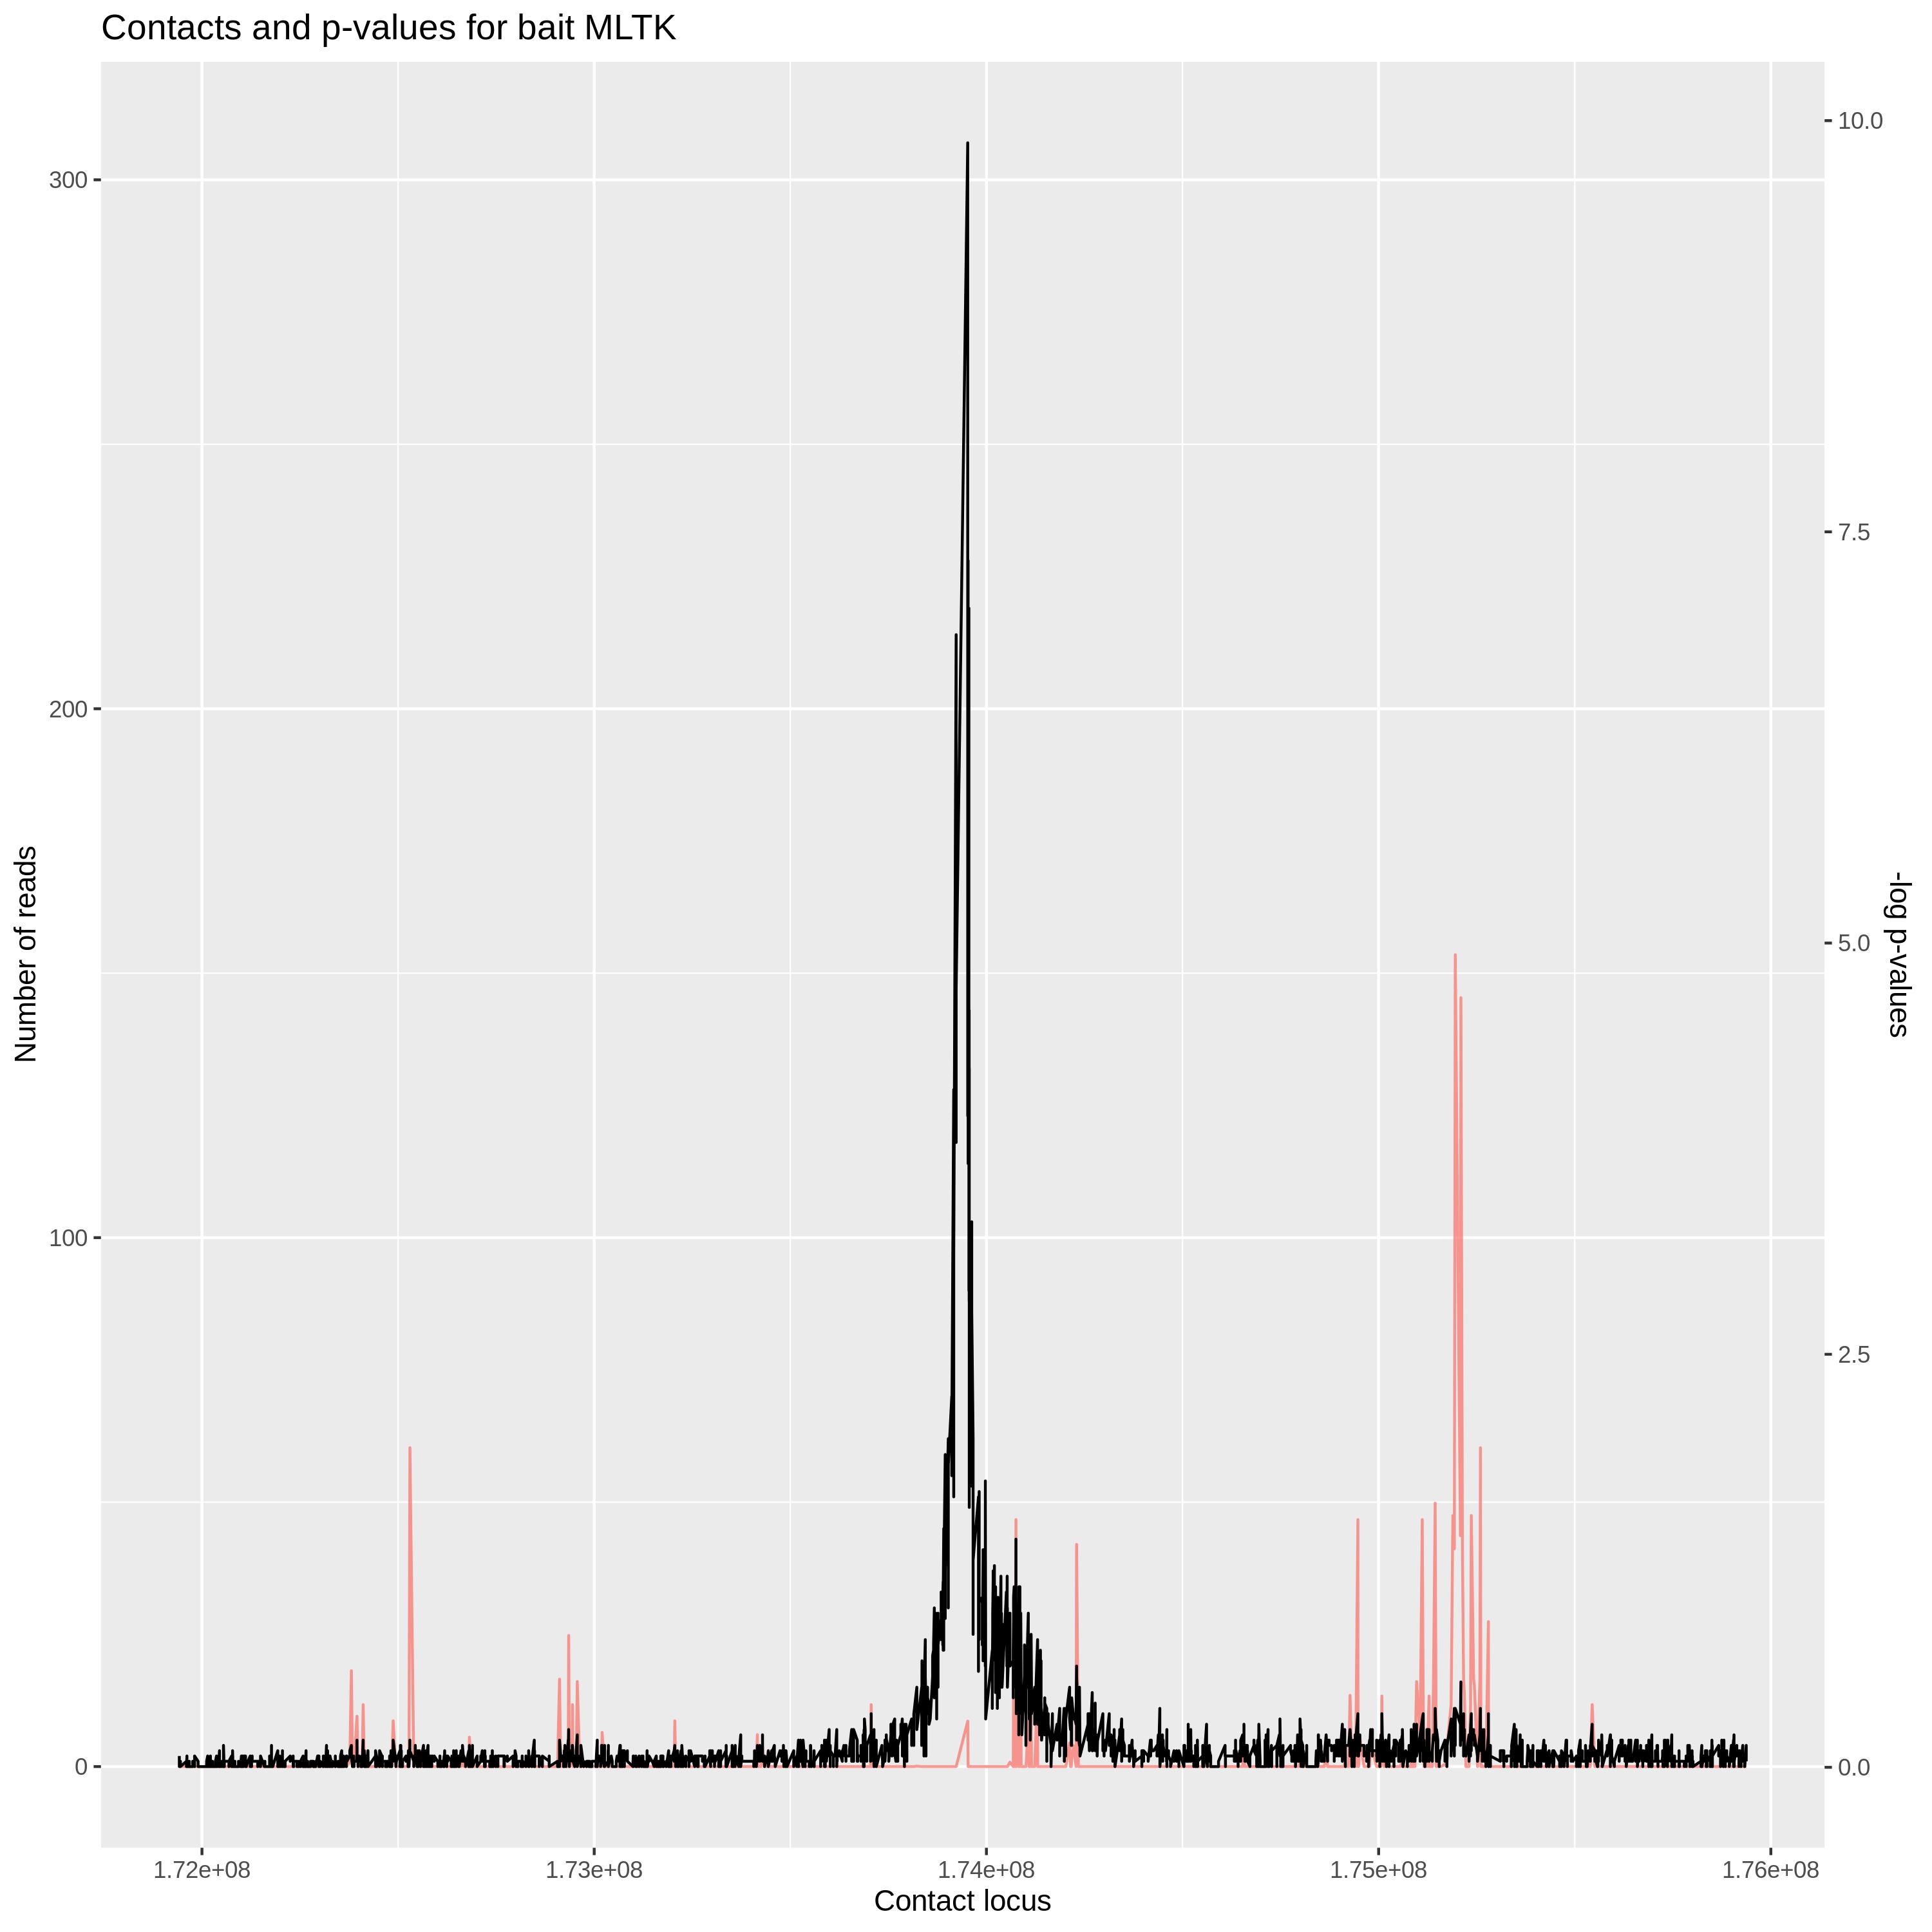 Contacts and p-values for bait MLTK
Number of reads
300
200
100
0
10.0
7.5
5.0
2.5
0.0
-log p-values
1.72e+08
1.73e+08
1.74e+08
1.75e+08
1.76e+08
Contact locus